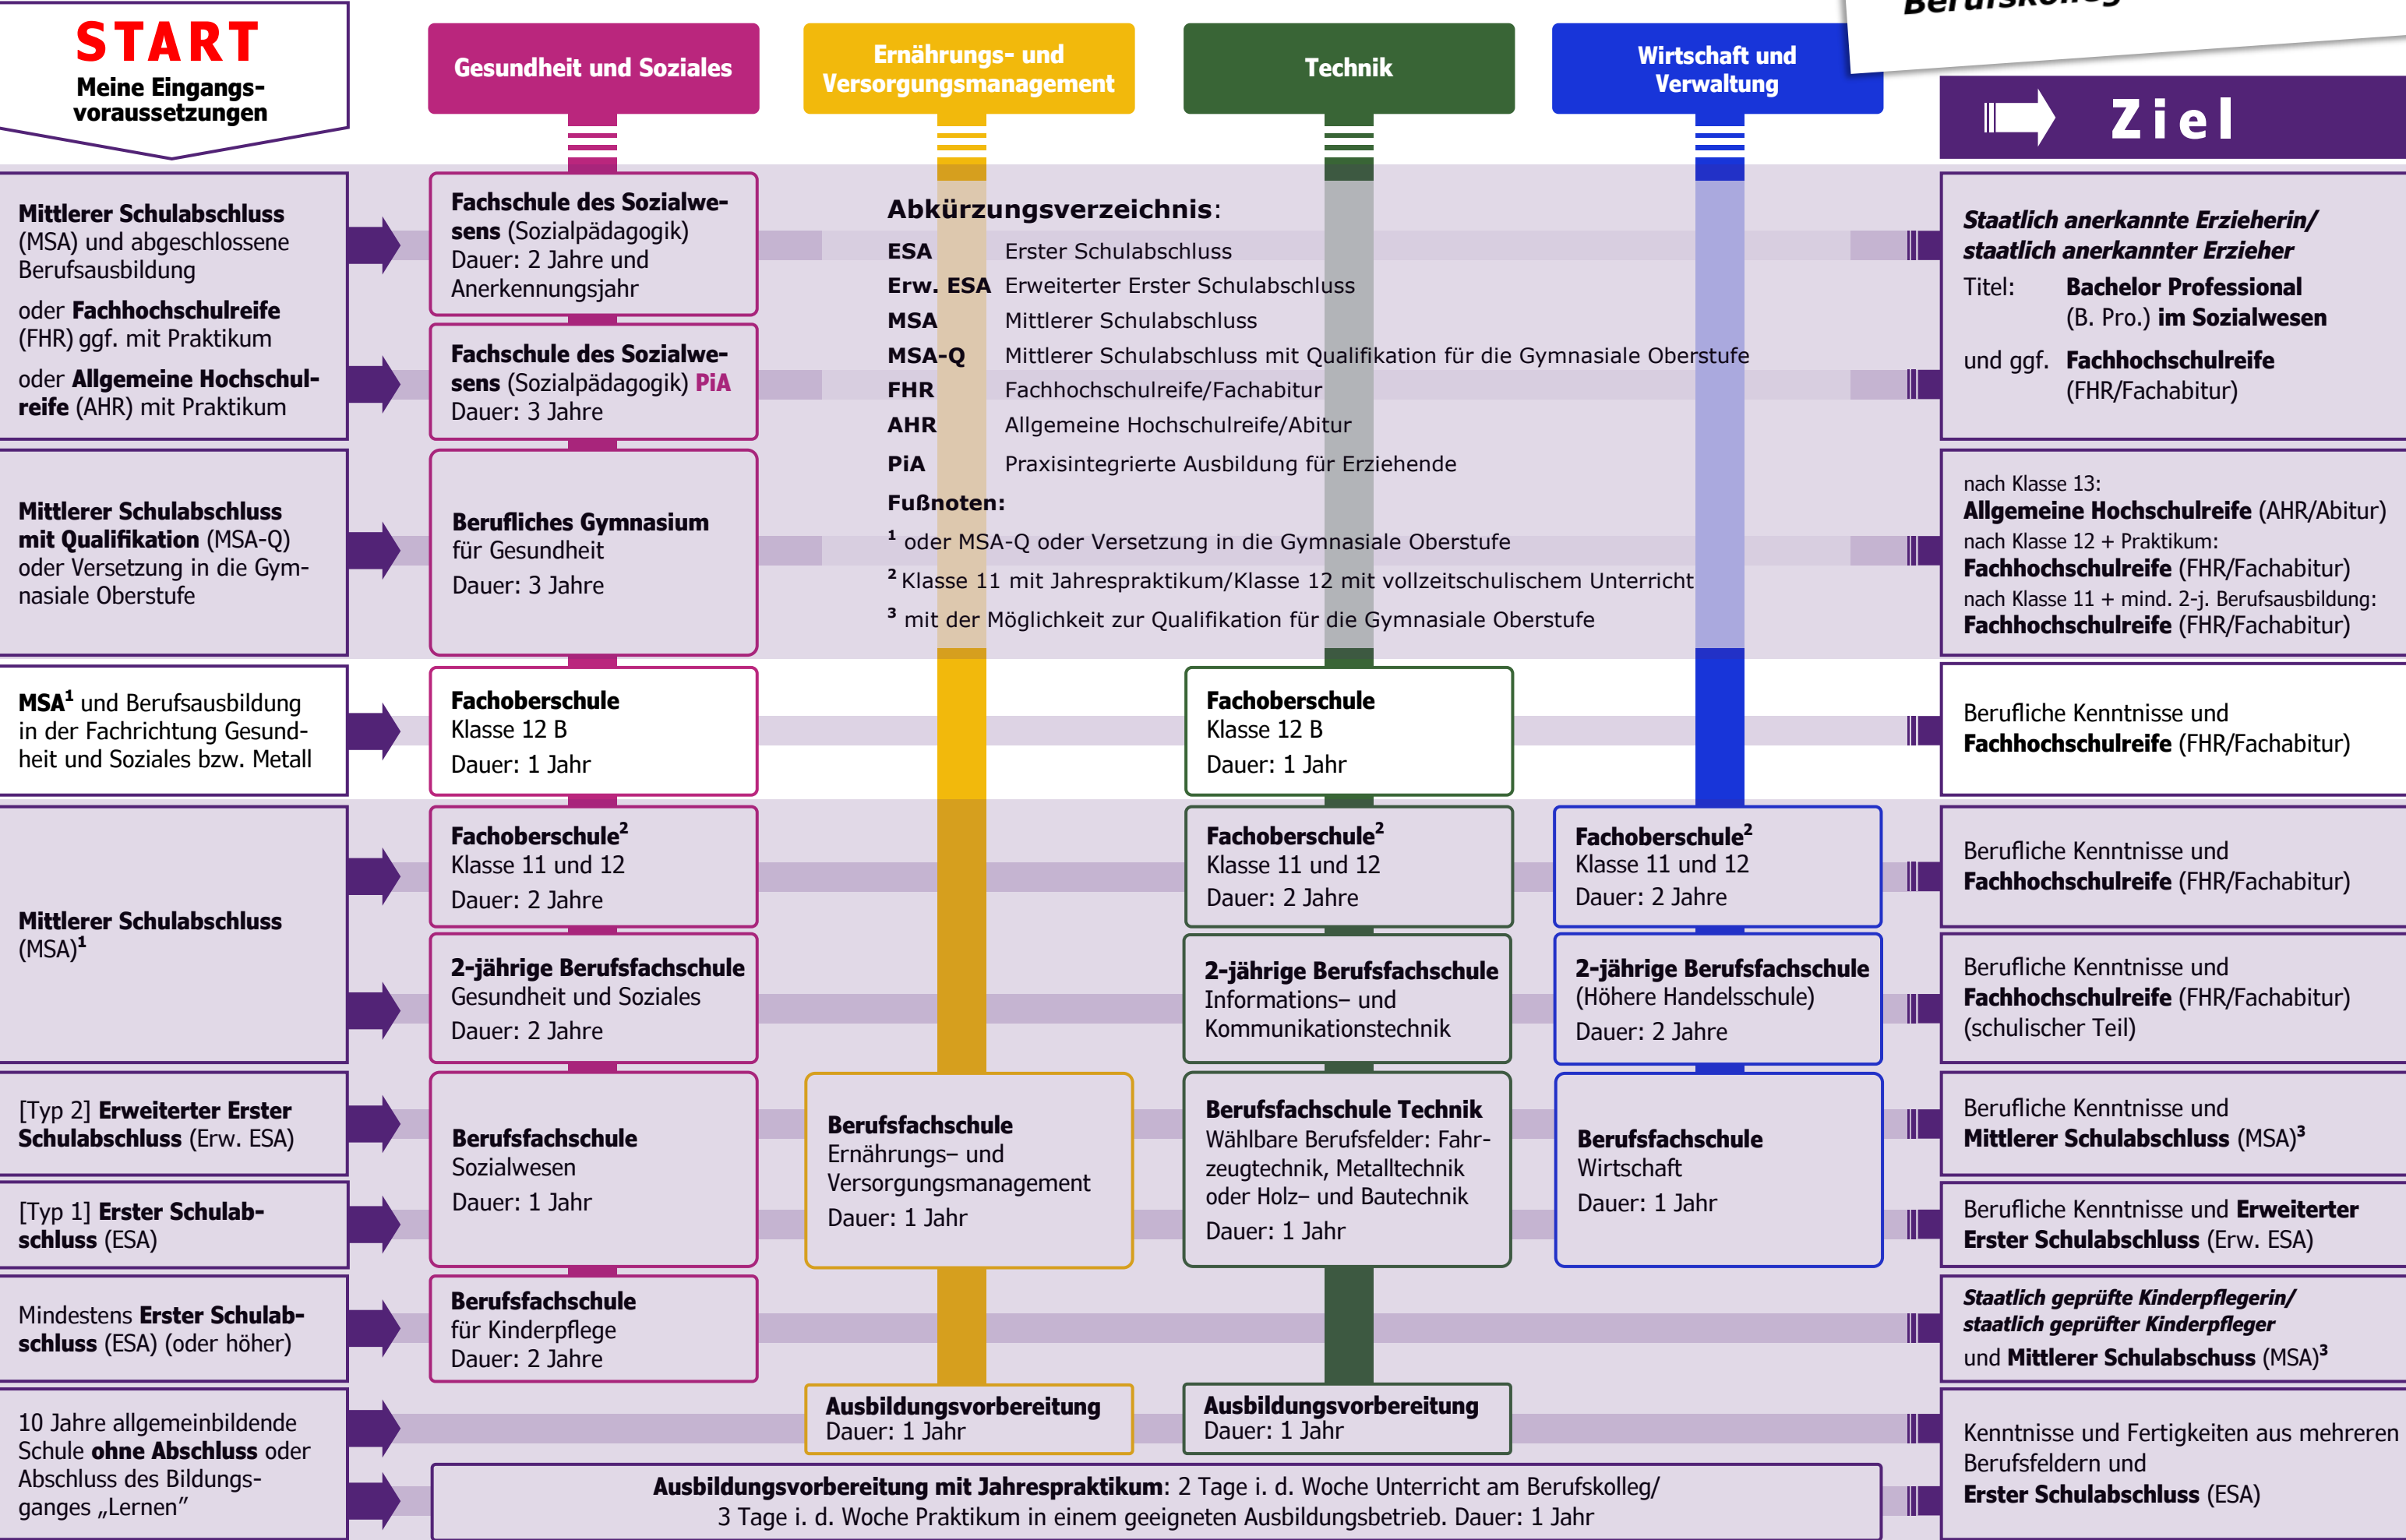 Berufskolleg
START
Meine Eingangs-
voraussetzungen
Gesundheit und Soziales
Ernährungs- und
Versorgungsmanagement
Technik
Wirtschaft und
Verwaltung
Ziel
Mittlerer Schulabschluss
(MSA) und abgeschlossene
Berufsausbildung
oder Fachhochschulreife
(FHR) ggf. mit Praktikum
oder Allgemeine Hochschul-
reife (AHR) mit Praktikum
Fachschule des Sozialwe-
sens (Sozialpädagogik)
Dauer: 2 Jahre und
Anerkennungsjahr
Fachschule des Sozialwe-
sens (Sozialpädagogik) PiA
Dauer: 3 Jahre
Abkürzungsverzeichnis:
ESA Erster Schulabschluss
Erw. ESA Erweiterter Erster Schulabschluss
MSA Mittlerer Schulabschluss
MSA-Q Mittlerer Schulabschluss mit Qualifikation für die Gymnasiale Oberstufe
FHR Fachhochschulreife/Fachabitur
AHR Allgemeine Hochschulreife/Abitur
PiA Praxisintegrierte Ausbildung für Erziehende
Fußnoten:
¹ oder MSA-Q oder Versetzung in die Gymnasiale Oberstufe
² Klasse 11 mit Jahrespraktikum/Klasse 12 mit vollzeitschulischem Unterricht
³ mit der Möglichkeit zur Qualifikation für die Gymnasiale Oberstufe
Staatlich anerkannte Erzieherin/
staatlich anerkannter Erzieher
Titel: Bachelor Professional
(B. Pro.) im Sozialwesen
und ggf. Fachhochschulreife
(FHR/Fachabitur)
Mittlerer Schulabschluss
mit Qualifikation (MSA-Q)
oder Versetzung in die Gym-
nasiale Oberstufe
Berufliches Gymnasium
für Gesundheit
Dauer: 3 Jahre
nach Klasse 13:
Allgemeine Hochschulreife (AHR/Abitur)
nach Klasse 12 + Praktikum:
Fachhochschulreife (FHR/Fachabitur)
nach Klasse 11 + mind. 2-j. Berufsausbildung:
Fachhochschulreife (FHR/Fachabitur)
MSA¹ und Berufsausbildung
in der Fachrichtung Gesund-
heit und Soziales bzw. Metall
Fachoberschule
Klasse 12 B
Dauer: 1 Jahr
Fachoberschule
Klasse 12 B
Dauer: 1 Jahr
Berufliche Kenntnisse und
Fachhochschulreife (FHR/Fachabitur)
Mittlerer Schulabschluss
(MSA)¹
Fachoberschule²
Klasse 11 und 12
Dauer: 2 Jahre
Fachoberschule²
Klasse 11 und 12
Dauer: 2 Jahre
Fachoberschule²
Klasse 11 und 12
Dauer: 2 Jahre
Berufliche Kenntnisse und
Fachhochschulreife (FHR/Fachabitur)
2-jährige Berufsfachschule
Gesundheit und Soziales
Dauer: 2 Jahre
2-jährige Berufsfachschule
Informations– und
Kommunikationstechnik
2-jährige Berufsfachschule
(Höhere Handelsschule)
Dauer: 2 Jahre
Berufliche Kenntnisse und
Fachhochschulreife (FHR/Fachabitur)
(schulischer Teil)
[Typ 2] Erweiterter Erster
Schulabschluss (Erw. ESA)
[Typ 1] Erster Schulab-
schluss (ESA)
Berufsfachschule
Sozialwesen
Dauer: 1 Jahr
Berufsfachschule
Ernährungs– und
Versorgungsmanagement
Dauer: 1 Jahr
Berufsfachschule Technik
Wählbare Berufsfelder: Fahr-
zeugtechnik, Metalltechnik
oder Holz– und Bautechnik
Dauer: 1 Jahr
Berufsfachschule
Wirtschaft
Dauer: 1 Jahr
Berufliche Kenntnisse und
Mittlerer Schulabschluss (MSA)³
Berufliche Kenntnisse und Erweiterter
Erster Schulabschluss (Erw. ESA)
Mindestens Erster Schulab-
schluss (ESA) (oder höher)
Berufsfachschule
für Kinderpflege
Dauer: 2 Jahre
Staatlich geprüfte Kinderpflegerin/
staatlich geprüfter Kinderpfleger
und Mittlerer Schulabschuss (MSA)³
10 Jahre allgemeinbildende
Schule ohne Abschluss oder
Abschluss des Bildungs-
ganges „Lernen”
Ausbildungsvorbereitung
Dauer: 1 Jahr
Ausbildungsvorbereitung
Dauer: 1 Jahr
Ausbildungsvorbereitung mit Jahrespraktikum: 2 Tage i. d. Woche Unterricht am Berufskolleg/
3 Tage i. d. Woche Praktikum in einem geeigneten Ausbildungsbetrieb. Dauer: 1 Jahr
Kenntnisse und Fertigkeiten aus mehreren
Berufsfeldern und
Erster Schulabschluss (ESA)